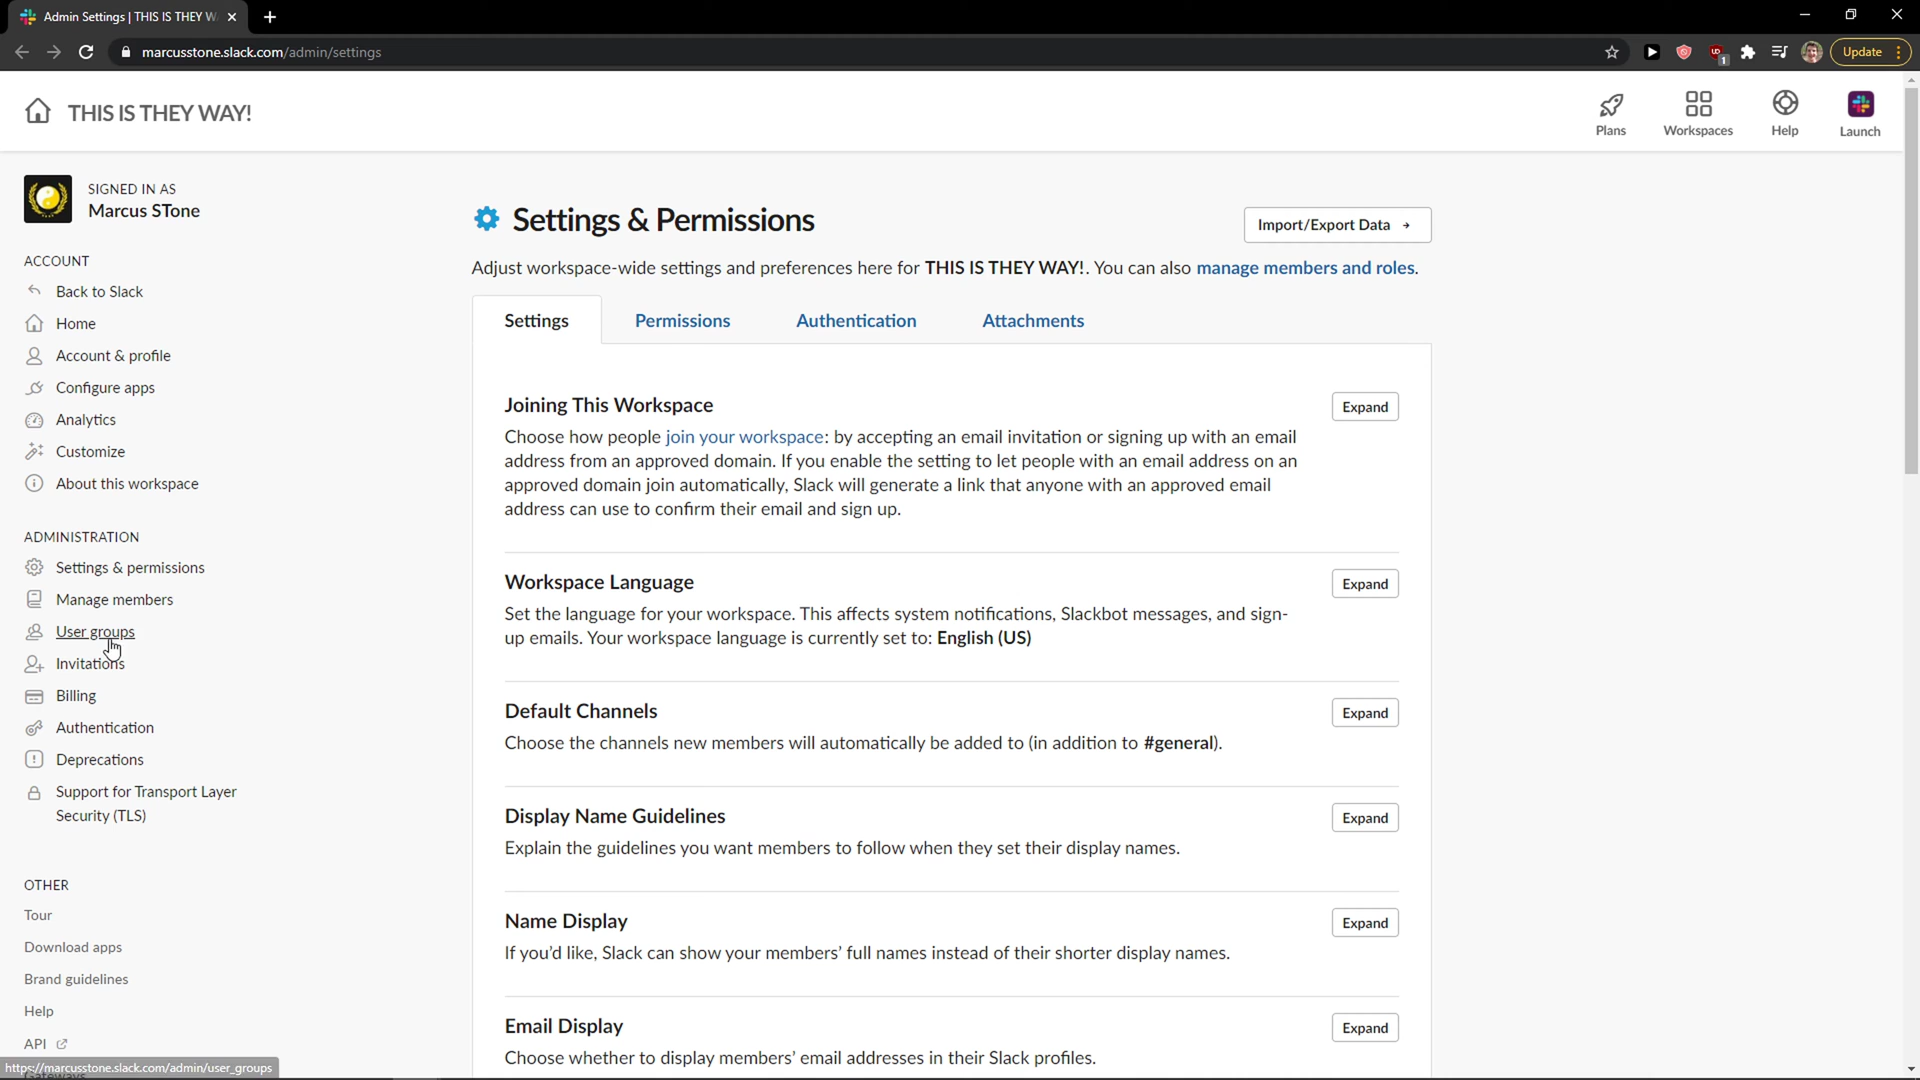 Admin Settings | THIS IS THEY W
marcusstone.slack.com/admin/settings
1
Update
THIS IS THEY WAY!
Plans
Workspaces
Help
Launch
SIGNED IN AS
Marcus STone
ACCOUNT
Back to Slack
Home
Account & profile
Configure apps
Analytics
Customize
About this workspace
ADMINISTRATION
Settings & permissions
Manage members
User groups
Invitations
Billing
Authentication
Deprecations
Support for Transport Layer
Security (TLS)
OTHER
Tour
Download apps
Brand guidelines
Help
API
https://marcusstone.slack.com/admin/user_groups
Settings & Permissions
Import/Export Data →
Adjust workspace-wide settings and preferences here for THIS IS THEY WAY!. You can also manage members and roles.
Settings
Permissions
Authentication
Attachments
Joining This Workspace
Expand
Choose how people join your workspace: by accepting an email invitation or signing up with an email
address from an approved domain. If you enable the setting to let people with an email address on an
approved domain join automatically, Slack will generate a link that anyone with an approved email
address can use to confirm their email and sign up.
Workspace Language
Expand
Set the language for your workspace. This affects system notifications, Slackbot messages, and sign-
up emails. Your workspace language is currently set to: English (US)
Default Channels
Expand
Choose the channels new members will automatically be added to (in addition to #general).
Display Name Guidelines
Expand
Explain the guidelines you want members to follow when they set their display names.
Name Display
Expand
If you'd like, Slack can show your members' full names instead of their shorter display names.
Email Display
Expand
Choose whether to display members' email addresses in their Slack profiles.